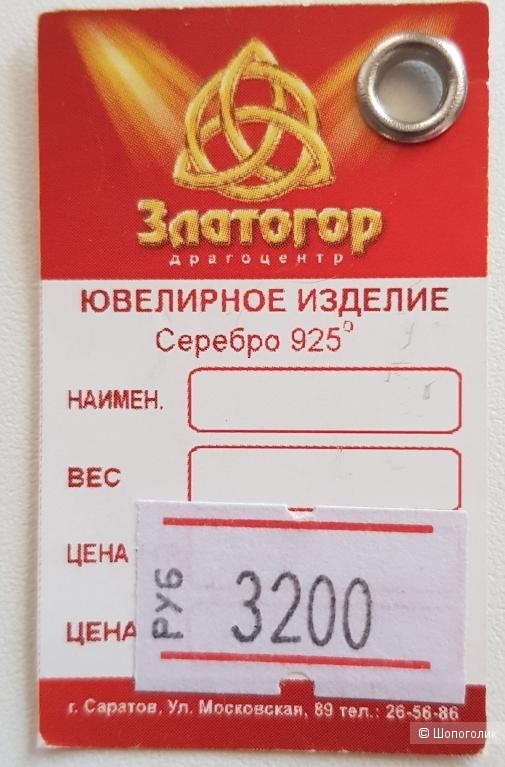 Златогор
драгоцентр
ЮВЕЛИРНОЕ ИЗДЕЛИЕ
Серебро 925°
НАИМЕН.
ВЕС
ЦЕНА
ЦЕНА
РУБ 3200
г. Саратов, Ул. Московская, 89 тел.: 26-56-86
© Шопоголик